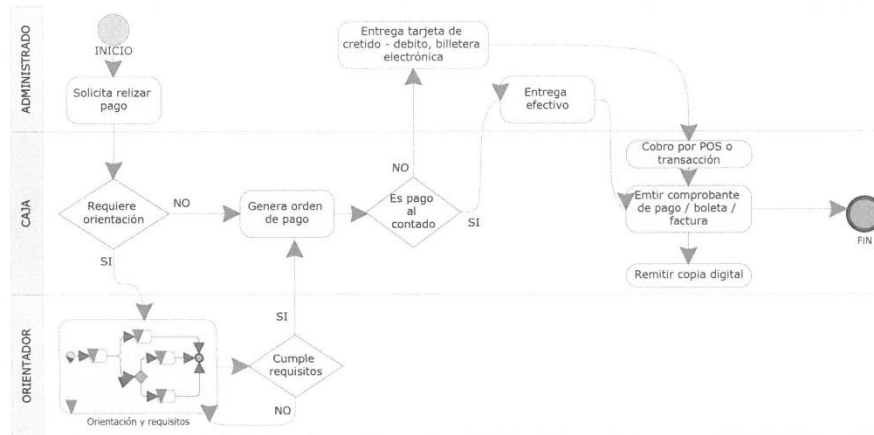 ADMINISTRADO
INICIO
Solicita relizar
pago
Entrega tarjeta de
cretido - debito, billetera
electrónica
Entrega
efectivo
CAJA
Requiere
orientación
NO
SI
Genera orden
de pago
Es pago
al
contado
NO
SI
Cobro por POS o
transacción
Emtir comprobante
de pago / boleta /
factura
Remitir copia digital
FIN
ORIENTADOR
Orientación y requisitos
Cumple
requisitos
SI
NO